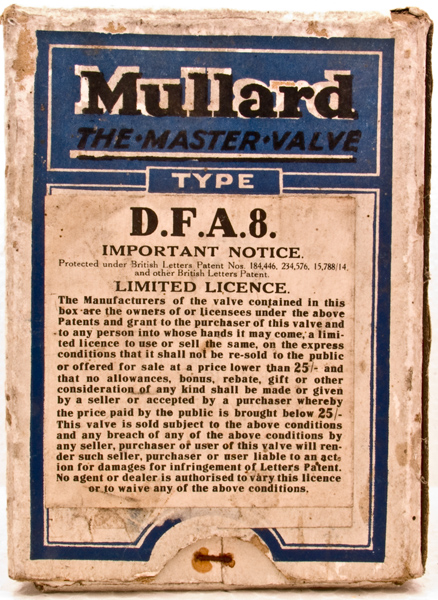 Mullard
THE·MASTER·VALVE
TYPE
D.F.A.8.
IMPORTANT NOTICE.
Protected under British Letters Patent Nos. 184,446, 234,576, 15,788/14,
and other British Letters Patent.
LIMITED LICENCE.
The Manufacturers of the valve contained in this
box are the owners of or Licensees under the above
Patents and grant to the purchaser of this valve and
to any person into whose hands it may come, a limi-
ted licence to use or sell the same, on the express
conditions that it shall not be re-sold to the public
or offered for sale at a price lower than 25/- and
that no allowances, bonus, rebate, gift or other
consideration of any kind shall be made or given
by a seller or accepted by a purchaser whereby
the price paid by the public is brought below 25/-
This valve is sold subject to the above conditions
and any breach of any of the above conditions by
any seller, purchaser or user of this valve will ren-
der such seller, purchaser or user liable to an act-
ion for damages for infringement of Letters Patent.
No agent or dealer is authorised to vary this licence
or to waive any of the above conditions.